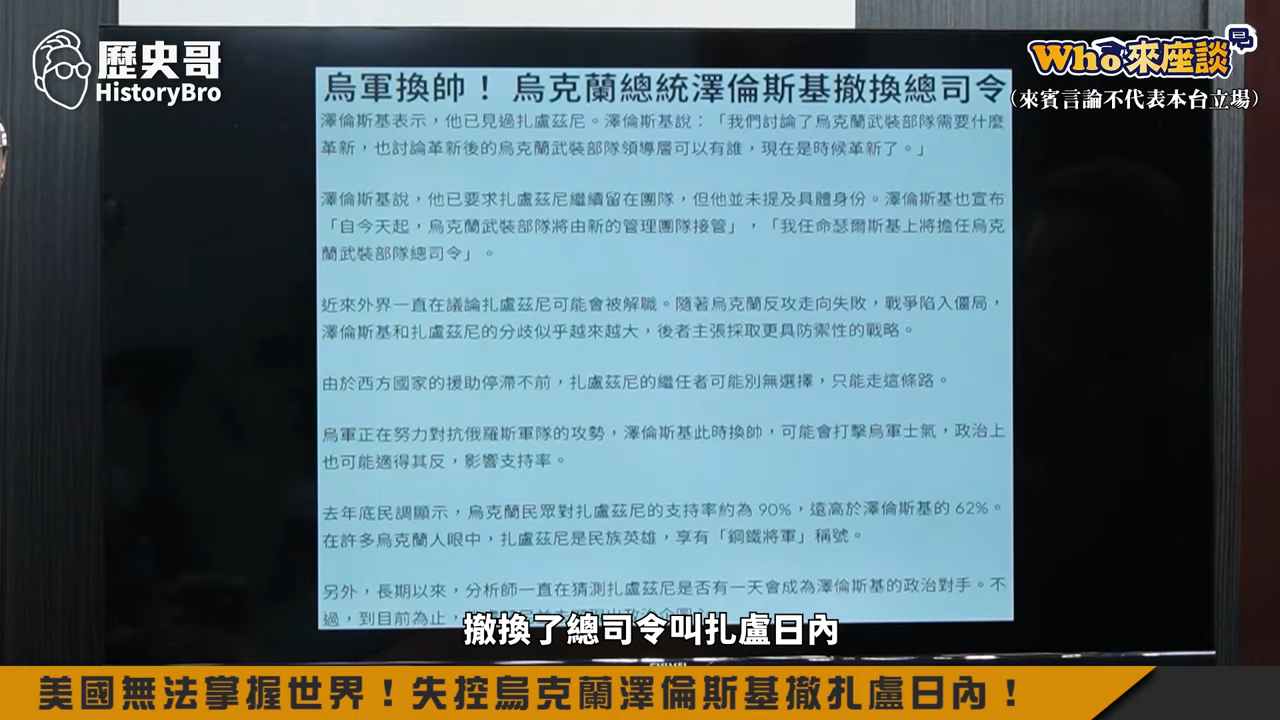 歷史哥
HistoryBro
Who來座談
(來賓言論不代表本台立場)
烏軍換帥！ 烏克蘭總統澤倫斯基撤換總司令
澤倫斯基表示，他已見過扎盧茲尼。澤倫斯基說：「我們討論了烏克蘭武裝部隊需要什麼
革新，也討論革新後的烏克蘭武裝部隊領導層可以有誰，現在是時候革新了。」
澤倫斯基說，他已要求扎盧茲尼繼續留在團隊，但他並未提及具體身份。澤倫斯基也宣布
「自今天起，烏克蘭武裝部隊將由新的管理團隊接管」，「我任命瑟爾斯基上將擔任烏克
蘭武裝部隊總司令」。
近來外界一直在議論扎盧茲尼可能會被解職。隨著烏克蘭反攻走向失敗，戰爭陷入僵局，
澤倫斯基和扎盧茲尼的分歧似乎越來越大，後者主張採取更具防禦性的戰略。
由於西方國家的援助停滯不前，扎盧茲尼的繼任者可能別無選擇，只能走這條路。
烏軍正在努力對抗俄羅斯軍隊的攻勢，澤倫斯基此時換帥，可能會打擊烏軍士氣，政治上
也可能適得其反，影響支持率。
去年底民調顯示，烏克蘭民眾對扎盧茲尼的支持率約為 90%，遠高於澤倫斯基的 62%。
在許多烏克蘭人眼中，扎盧茲尼是民族英雄，享有「鋼鐵將軍」稱號。
另外，長期以來，分析師一直在猜測扎盧茲尼是否有一天會成為澤倫斯基的政治對手。不
過，到目前為止，
撤換了總司令叫扎盧日內
美國無法掌握世界！失控烏克蘭澤倫斯基撤扎盧日內！